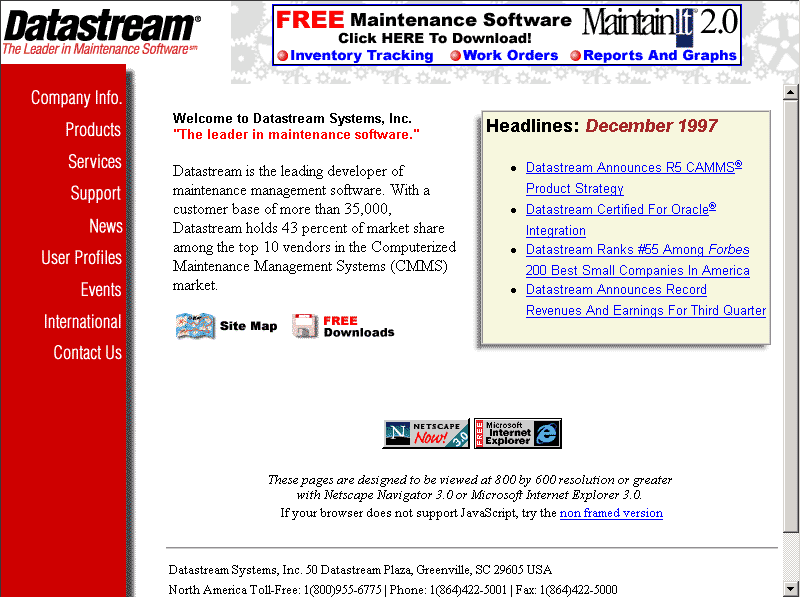 Datastream®
The Leader in Maintenance Software℠
FREE Maintenance Software
Click HERE To Download!
MaintainIt 2.0
Inventory Tracking Work Orders Reports And Graphs
Company Info.
Products
Services
Support
News
User Profiles
Events
International
Contact Us
Welcome to Datastream Systems, Inc.
"The leader in maintenance software."
Datastream is the leading developer of
maintenance management software. With a
customer base of more than 35,000,
Datastream holds 43 percent of market share
among the top 10 vendors in the Computerized
Maintenance Management Systems (CMMS)
market.
Site Map
FREE
Downloads
Headlines: December 1997
Datastream Announces R5 CAMMS®
Product Strategy
Datastream Certified For Oracle®
Integration
Datastream Ranks #55 Among Forbes
200 Best Small Companies In America
Datastream Announces Record
Revenues And Earnings For Third Quarter
N NETSCAPE
Now! 3.0
FREE
Microsoft
Internet
Explorer
These pages are designed to be viewed at 800 by 600 resolution or greater
with Netscape Navigator 3.0 or Microsoft Internet Explorer 3.0.
If your browser does not support JavaScript, try the non framed version
Datastream Systems, Inc. 50 Datastream Plaza, Greenville, SC 29605 USA
North America Toll-Free: 1(800)955-6775 | Phone: 1(864)422-5001 | Fax: 1(864)422-5000